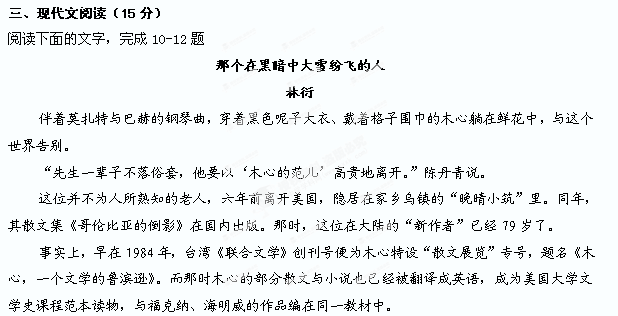 三、现代文阅读（15 分）
阅读下面的文字，完成 10-12 题
那个在黑暗中大雪纷飞的人
林衍
伴着莫扎特与巴赫的钢琴曲，穿着黑色呢子大衣、戴着格子围巾的木心躺在鲜花中，与这个
世界告别。
“先生一辈子不落俗套，他要以‘木心的范儿’高贵地离开。”陈丹青说。
这位并不为人所熟知的老人，六年前离开美国，隐居在家乡乌镇的“晚晴小筑”里。同年，
其散文集《哥伦比亚的倒影》在国内出版。那时，这位在大陆的“新作者”已经 79 岁了。
事实上，早在 1984 年，台湾《联合文学》创刊号便为木心特设“散文展览”专号，题名《木
心，一个文学的鲁滨逊》。而那时木心的部分散文与小说也已经被翻译成英语，成为美国大学文
学史课程范本读物，与福克纳、海明威的作品编在同一教材中。